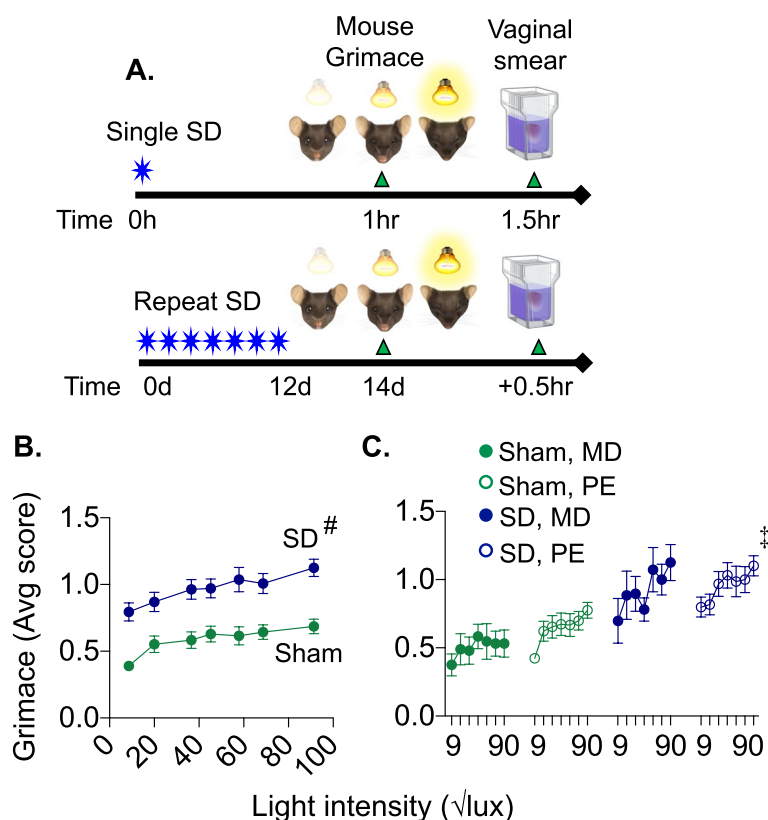 A.
Mouse
Grimace
Vaginal
smear
Single SD
Time 0h 1hr 1.5hr
Repeat SD
Time 0d 12d 14d +0.5hr
B.
Grimace (Avg score)
1.5
1.0
0.5
0.0
SD #
Sham
0 20 40 60 80 100
C.
Sham, MD
Sham, PE
SD, MD
SD, PE
‡
1.5
1.0
0.5
0.0
9 90 9 90 9 90 9 90
Light intensity (√lux)